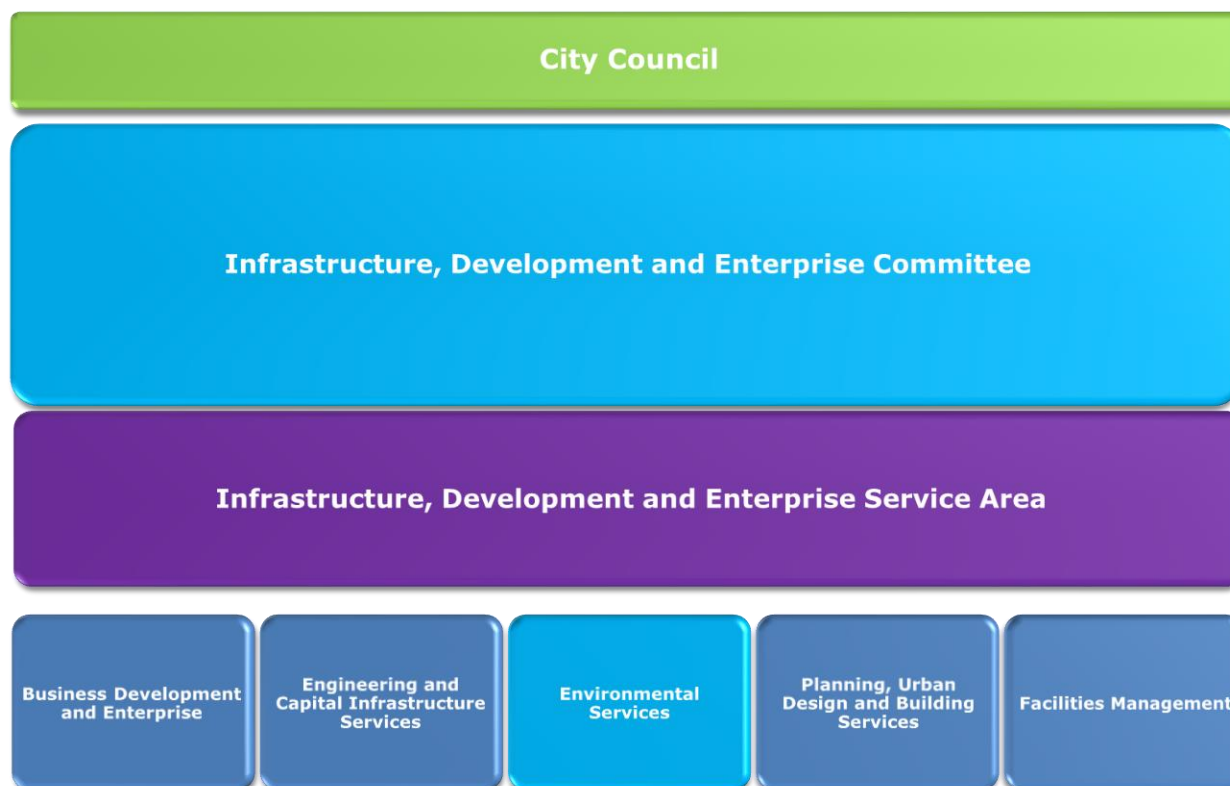 City Council
Infrastructure, Development and Enterprise Committee
Infrastructure, Development and Enterprise Service Area
Business Development
and Enterprise
Engineering and
Capital Infrastructure
Services
Environmental
Services
Planning, Urban
Design and Building
Services
Facilities Management